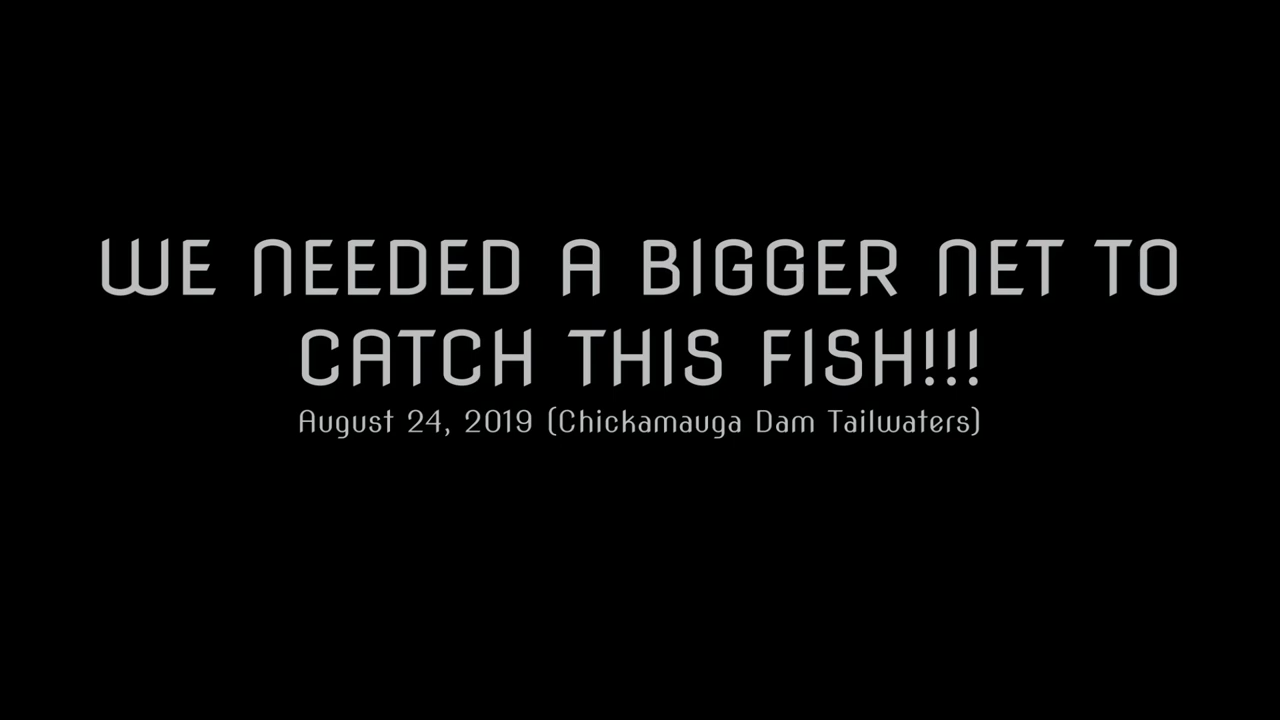 WE NEEDED A BIGGER NET TO
CATCH THIS FISH!!!
August 24, 2019 (Chickamauga Dam Tailwaters)